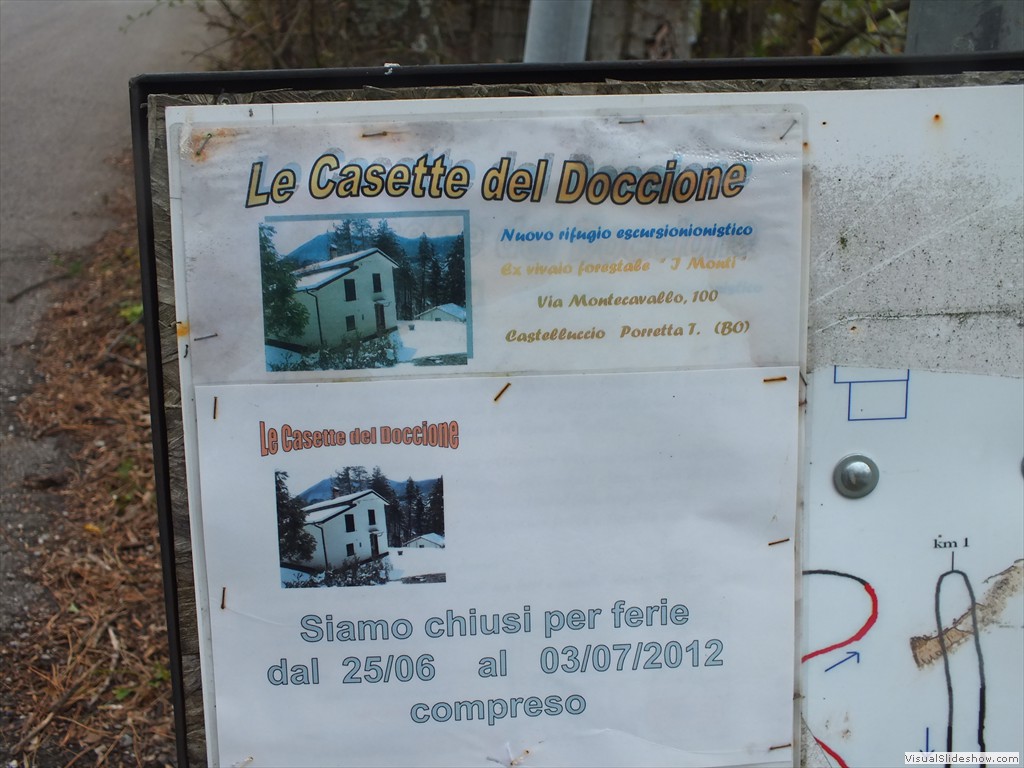 Le Casette del Doccione
Nuovo rifugio escursionionistico
Ex vivaio forestale " I Monti "
Via Montecavallo, 100
Castelluccio Porretta T. (BO)
Le Casette del Doccione
Siamo chiusi per ferie
dal 25/06 al 03/07/2012
compreso
km 1
VisualSlideshow.com